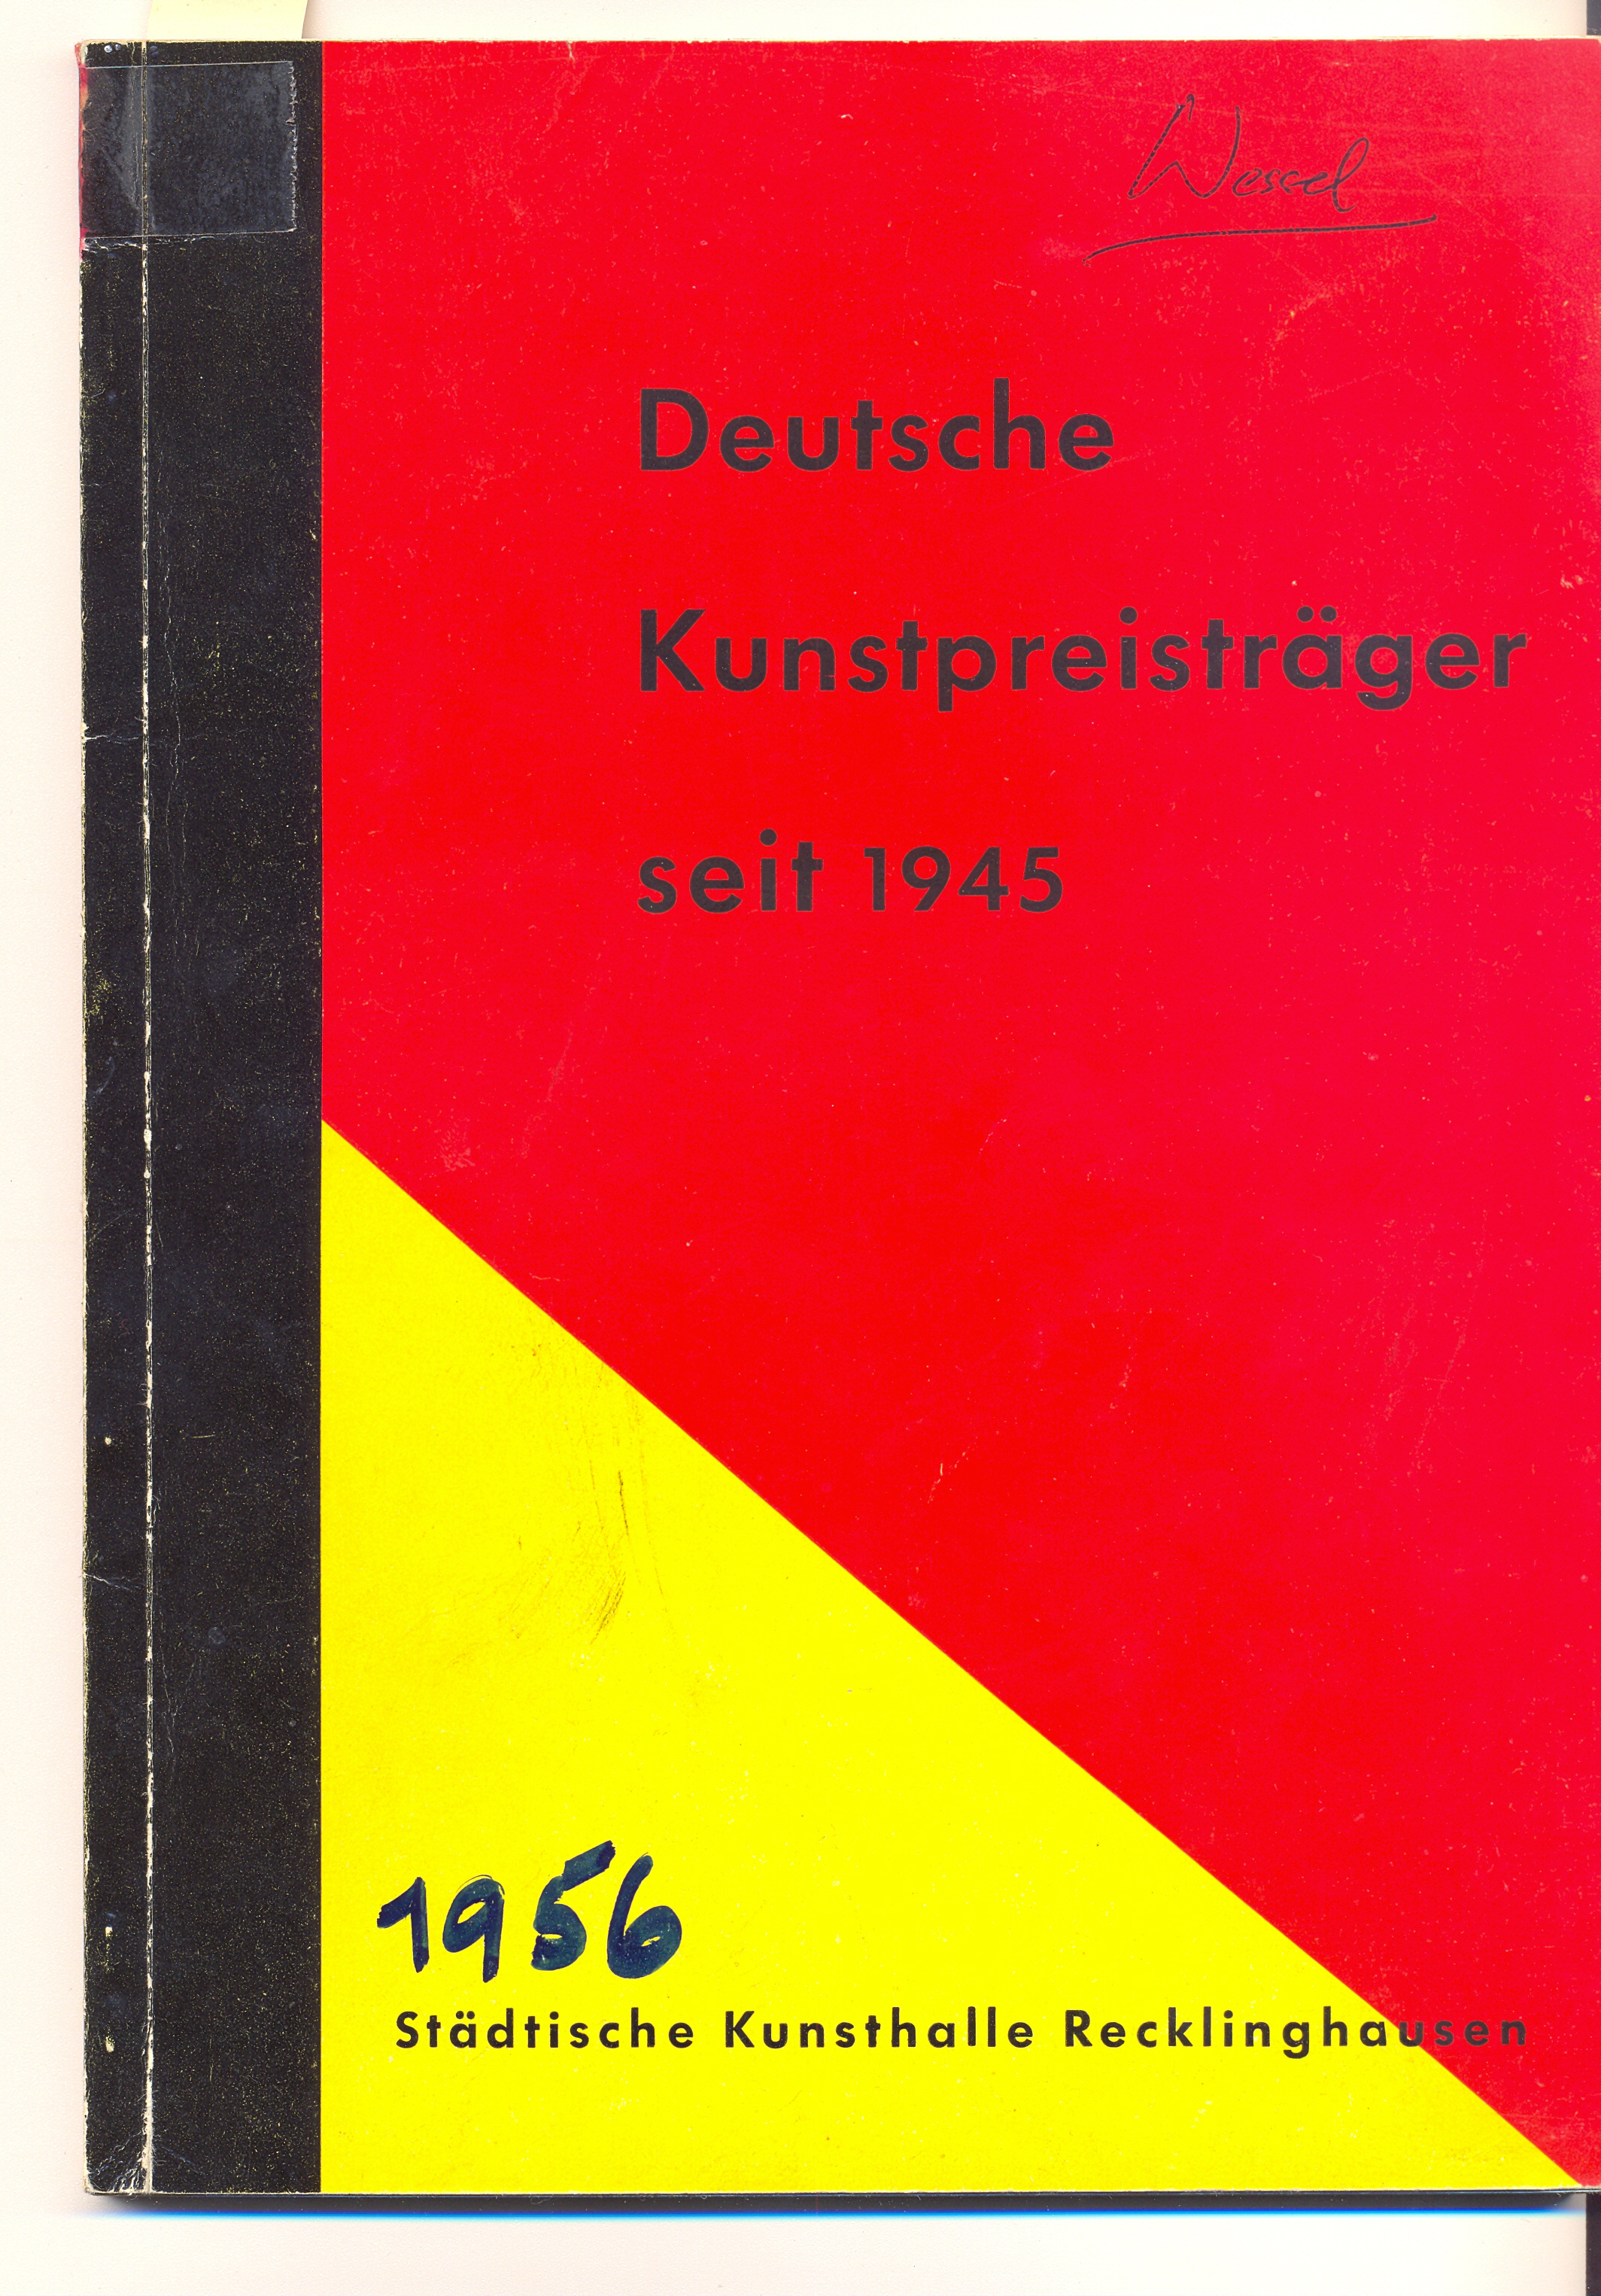 Wessel
Deutsche
Kunstpreisträger
seit 1945
1956
Städtische Kunsthalle Recklinghausen